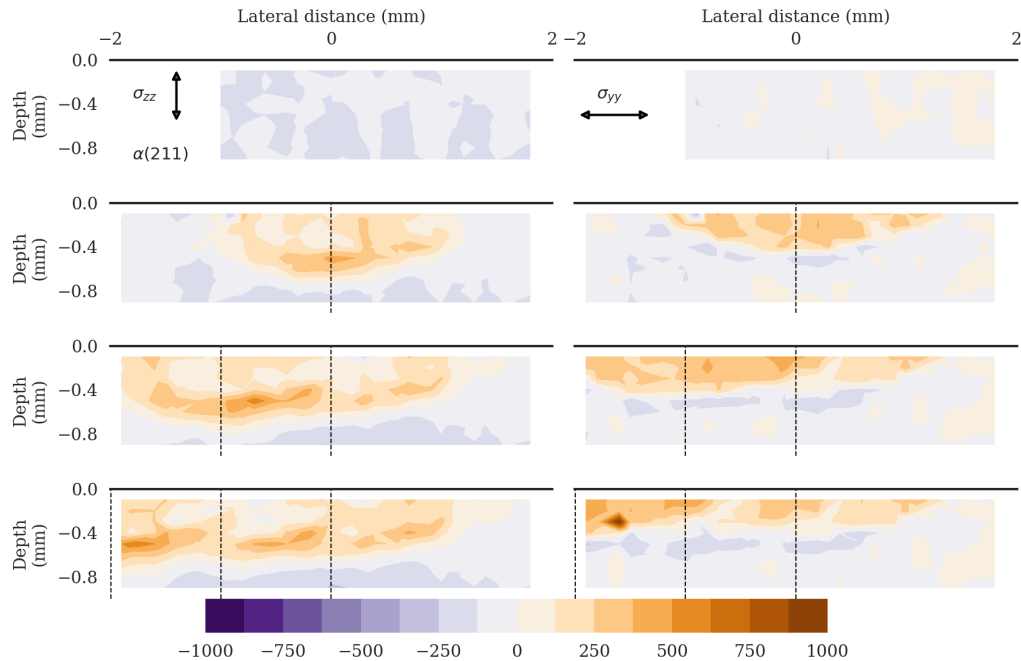 Lateral distance (mm) Lateral distance (mm)
−2 0 2 −2 0 2
0.0
σzz σyy
−0.4
α(211)
−0.8
Depth
(mm)
0.0
−0.4
−0.8
Depth
(mm)
0.0
−0.4
−0.8
Depth
(mm)
0.0
−0.4
−0.8
Depth
(mm)
−1000 −750 −500 −250 0 250 500 750 1000